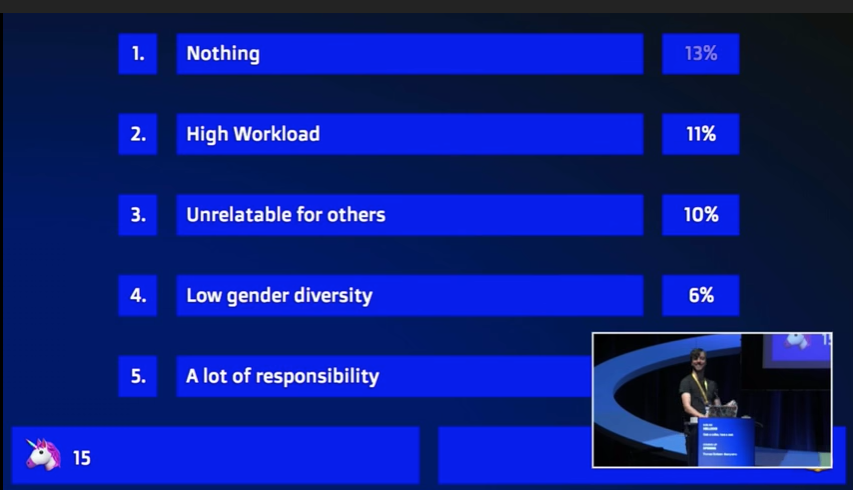 1. Nothing 13%
2. High Workload 11%
3. Unrelatable for others 10%
4. Low gender diversity 6%
5. A lot of responsibility
15